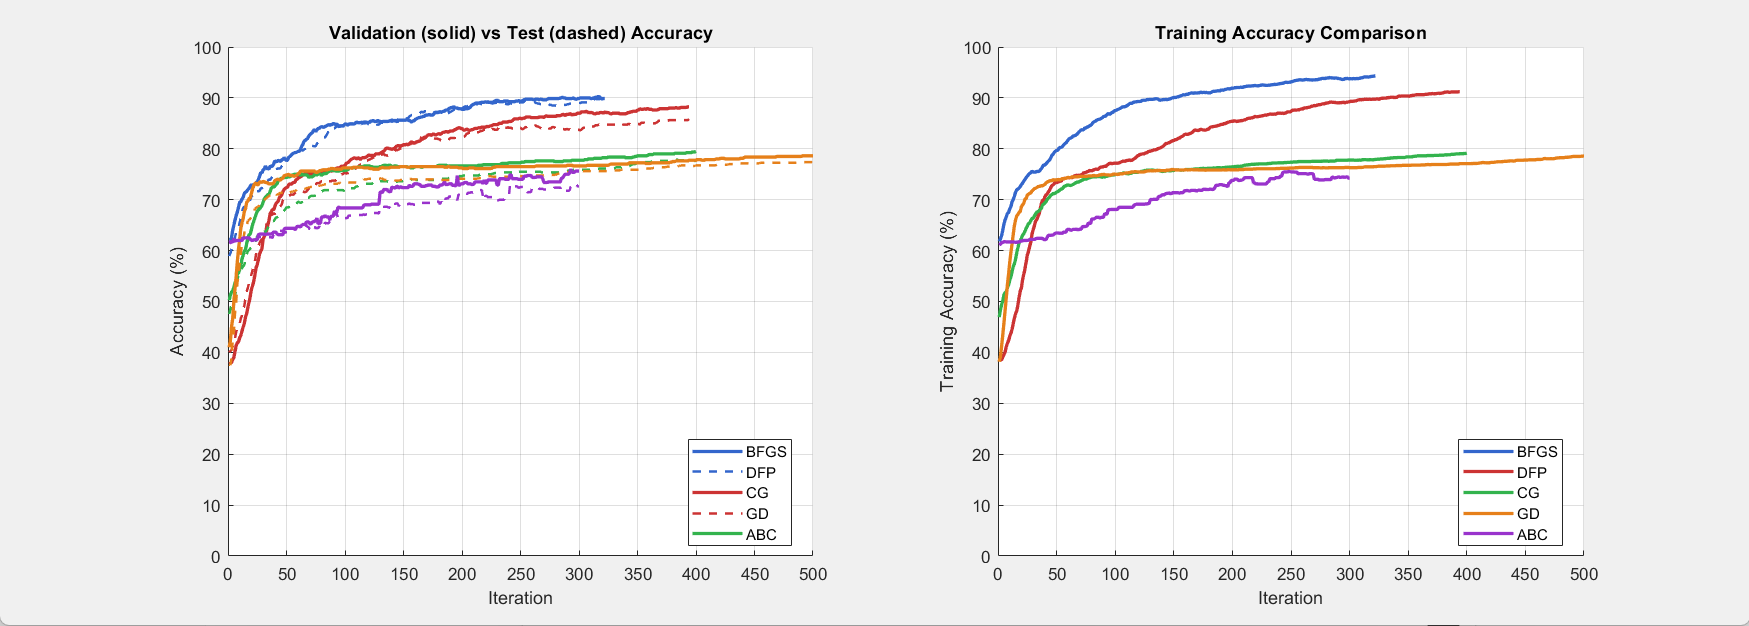 Validation (solid) vs Test (dashed) Accuracy
100
90
80
70
60
50
40
30
20
10
0
Accuracy (%)
0 50 100 150 200 250 300 350 400 450 500
Iteration
BFGS
DFP
CG
GD
ABC
Training Accuracy Comparison
100
90
80
70
60
50
40
30
20
10
0
Training Accuracy (%)
0 50 100 150 200 250 300 350 400 450 500
Iteration
BFGS
DFP
CG
GD
ABC